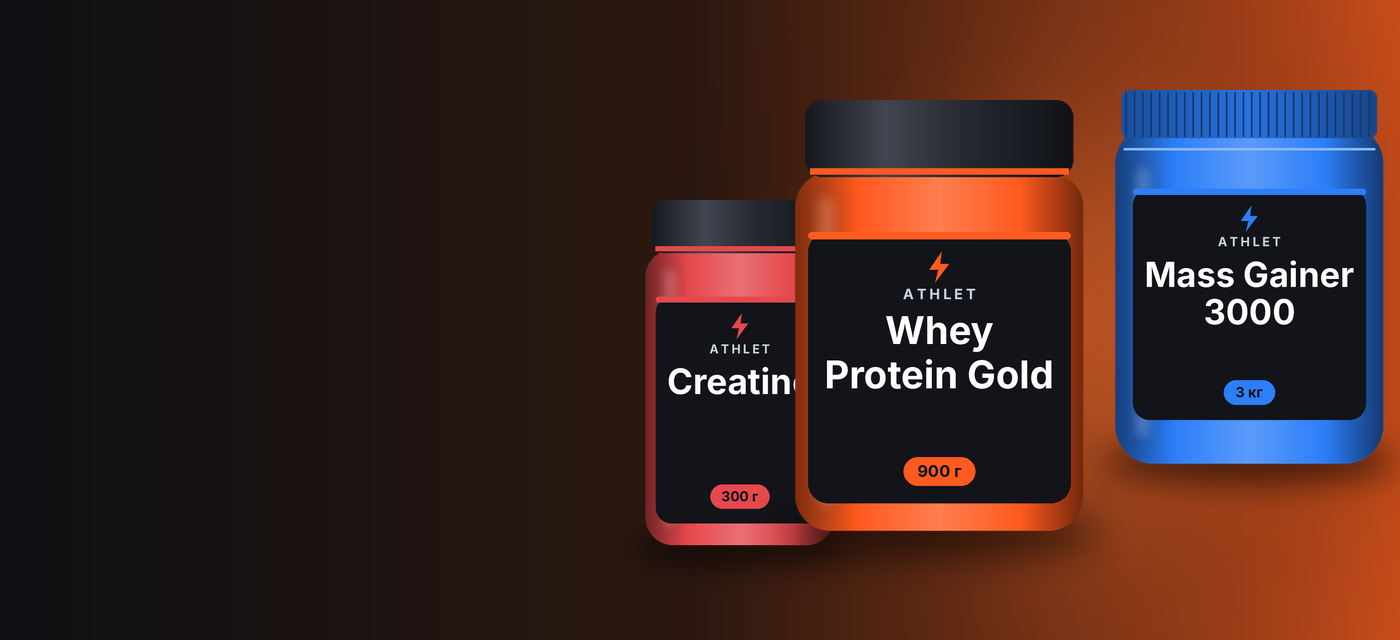 ATHLET
Creatin
300 г
ATHLET
Whey
Protein Gold
900 г
ATHLET
Mass Gainer
3000
3 кг